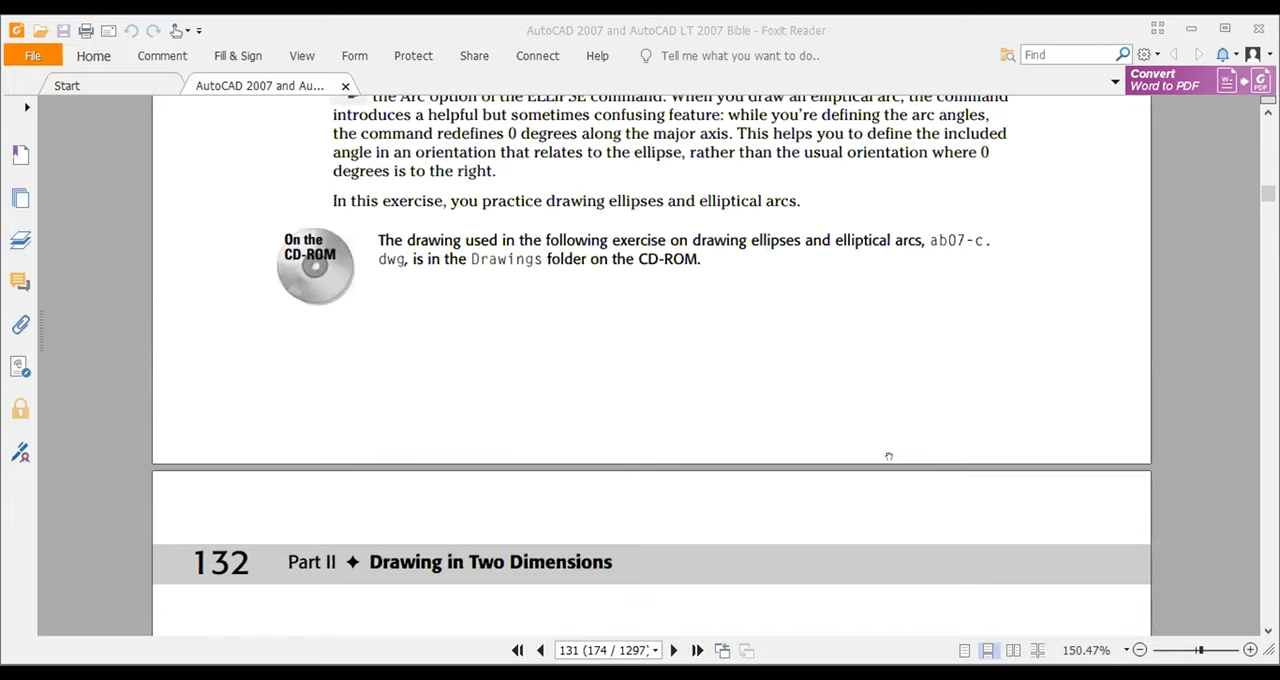 AutoCAD 2007 and AutoCAD LT 2007 Bible - Foxit Reader
File Home Comment Fill & Sign View Form Protect Share Connect Help Tell me what you want to do.. Find
Start AutoCAD 2007 and Au...
Convert
Word to PDF
the Arc option of the ELLIPSE command. When you draw an elliptical arc, the command
introduces a helpful but sometimes confusing feature: while you're defining the arc angles,
the command redefines 0 degrees along the major axis. This helps you to define the included
angle in an orientation that relates to the ellipse, rather than the usual orientation where 0
degrees is to the right.
In this exercise, you practice drawing ellipses and elliptical arcs.
On the
CD-ROM
The drawing used in the following exercise on drawing ellipses and elliptical arcs, ab07-c.
dwg, is in the Drawings folder on the CD-ROM.
132 Part II ✦ Drawing in Two Dimensions
131 (174 / 1297) 150.47%